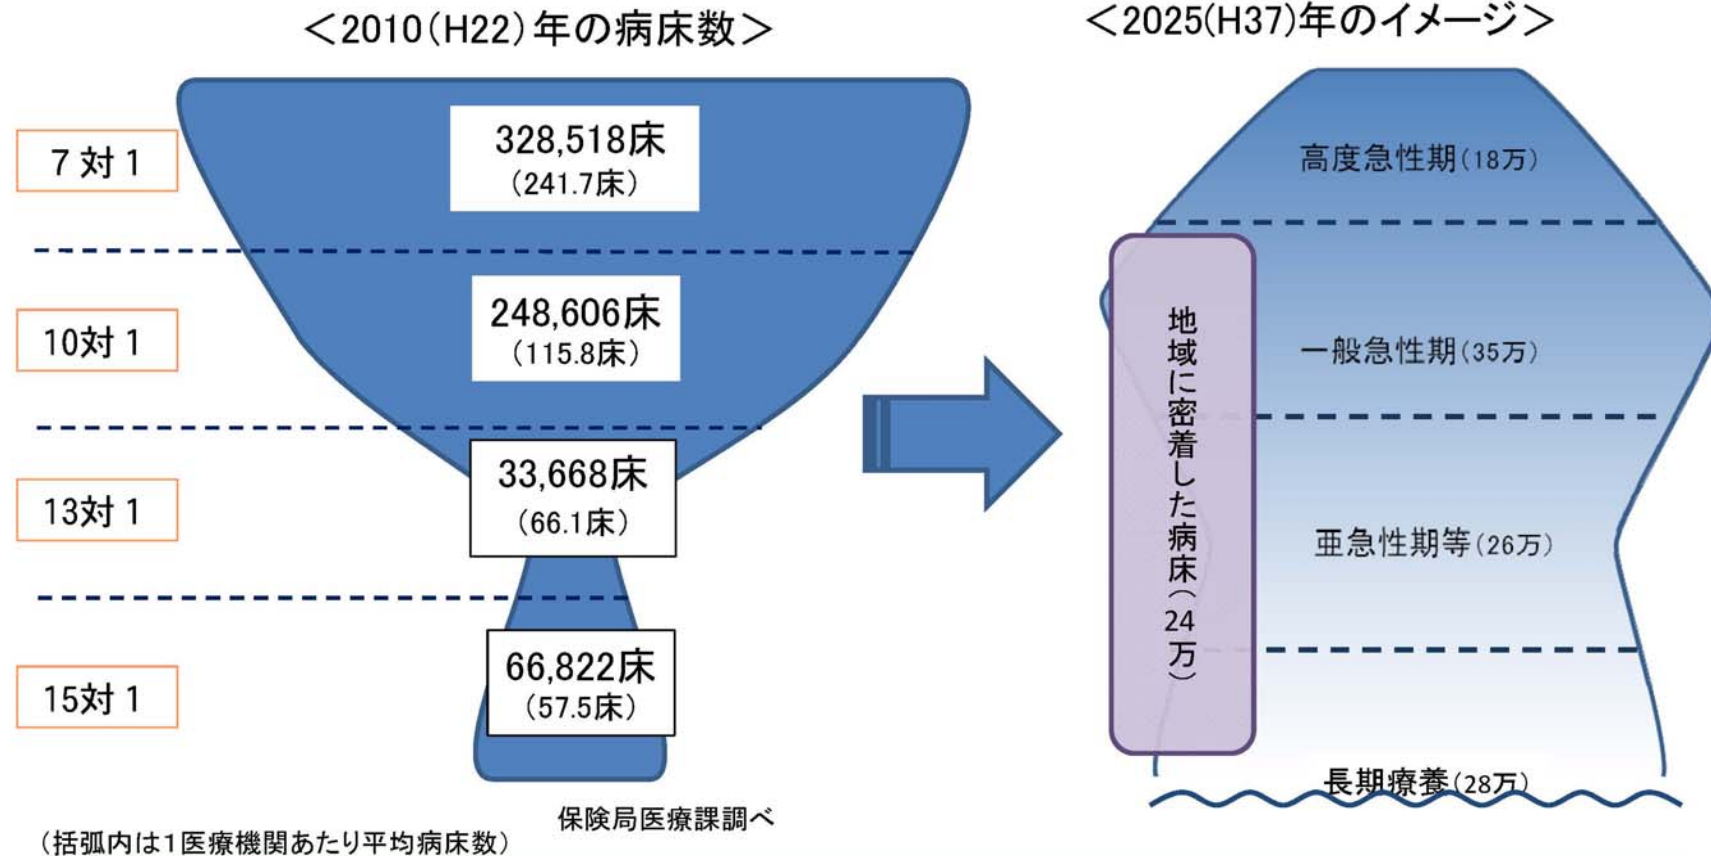 ＜2010(H22)年の病床数＞
7対1
328,518床
(241.7床)
10対1
248,606床
(115.8床)
13対1
33,668床
(66.1床)
15対1
66,822床
(57.5床)
保険局医療課調べ
(括弧内は1医療機関あたり平均病床数)
＜2025(H37)年のイメージ＞
高度急性期(18万)
一般急性期(35万)
亜急性期等(26万)
長期療養(28万)
地域に密着した病床(24万)